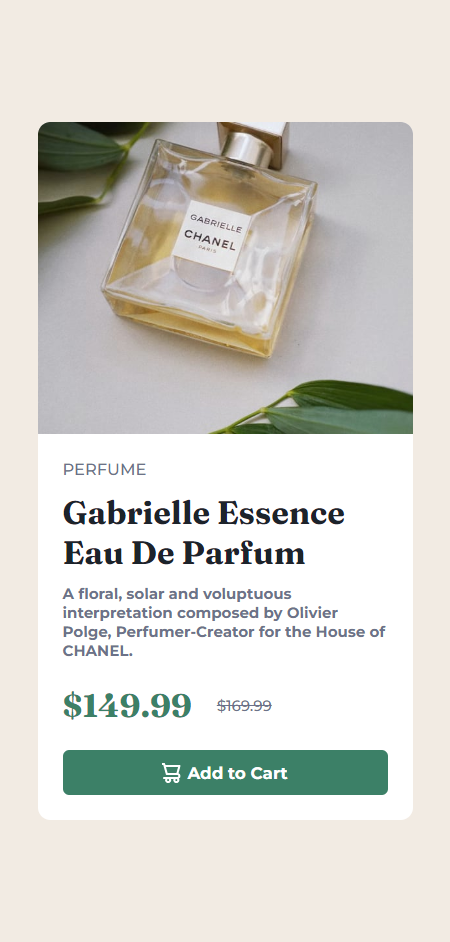 GABRIELLE
CHANEL
PARIS
PERFUME
Gabrielle Essence
Eau De Parfum
A floral, solar and voluptuous
interpretation composed by Olivier
Polge, Perfumer-Creator for the House of
CHANEL.
$149.99 $169.99
Add to Cart